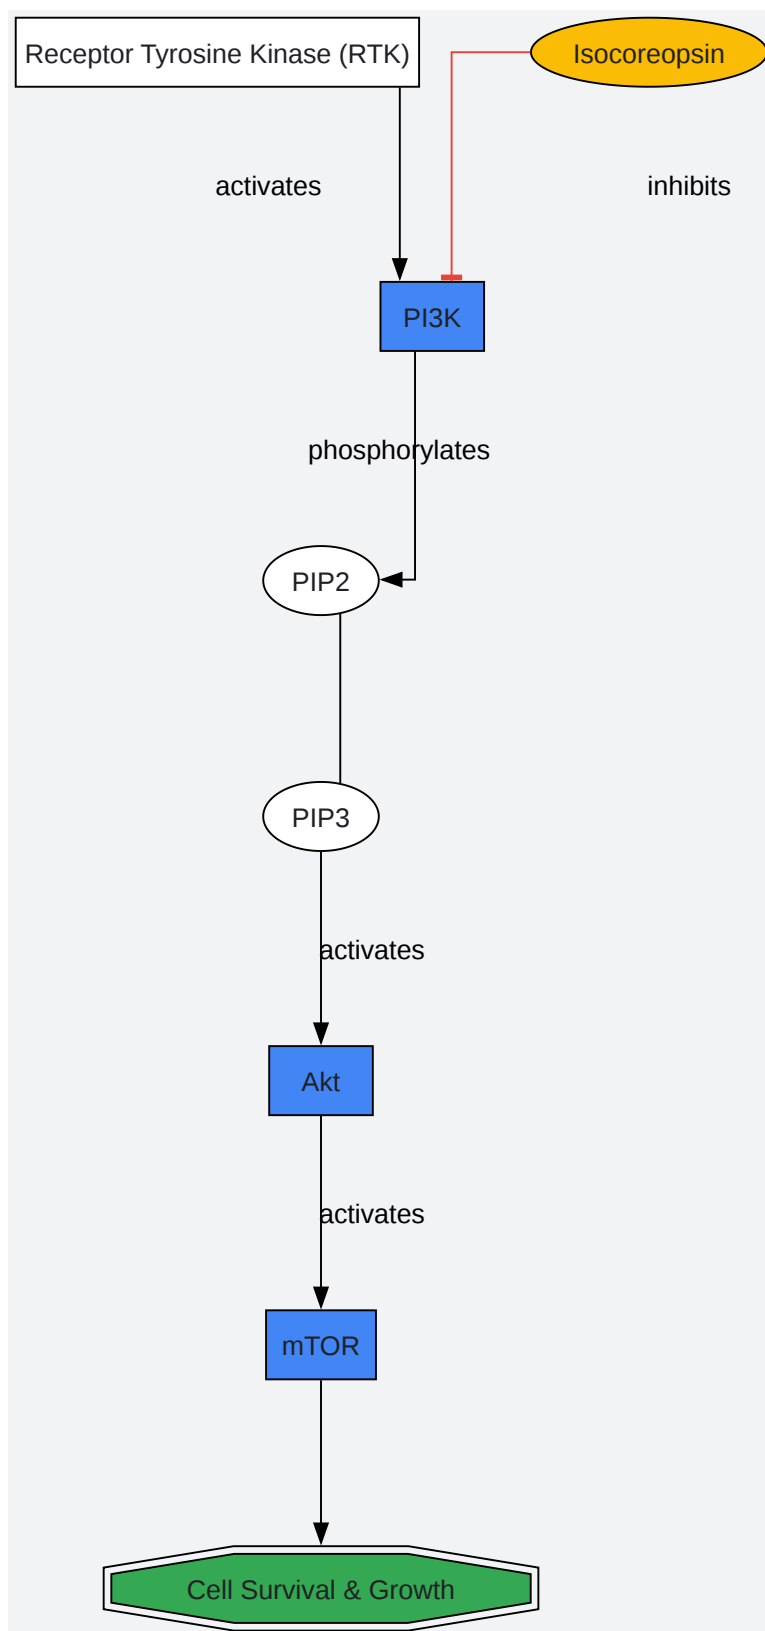 Receptor Tyrosine Kinase (RTK)
Isocoreopsin
activates
inhibits
PI3K
phosphorylates
PIP2
PIP3
activates
Akt
activates
mTOR
Cell Survival & Growth